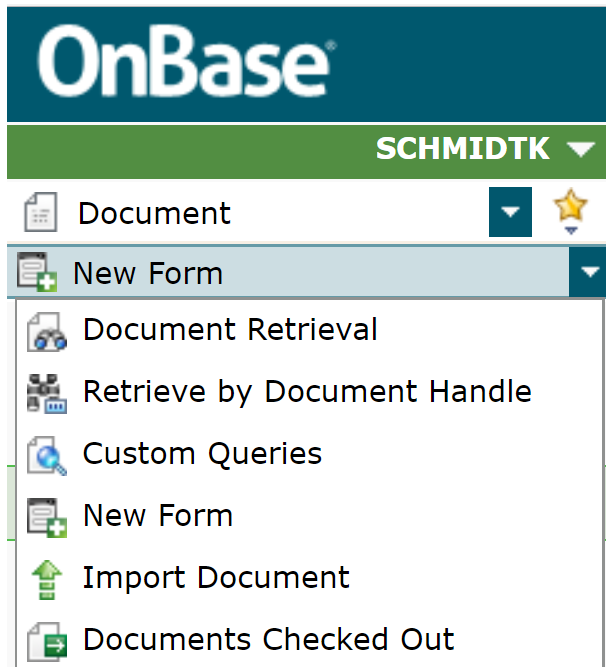 OnBase®
SCHMIDTK
Document
New Form
Document Retrieval
Retrieve by Document Handle
Custom Queries
New Form
Import Document
Documents Checked Out